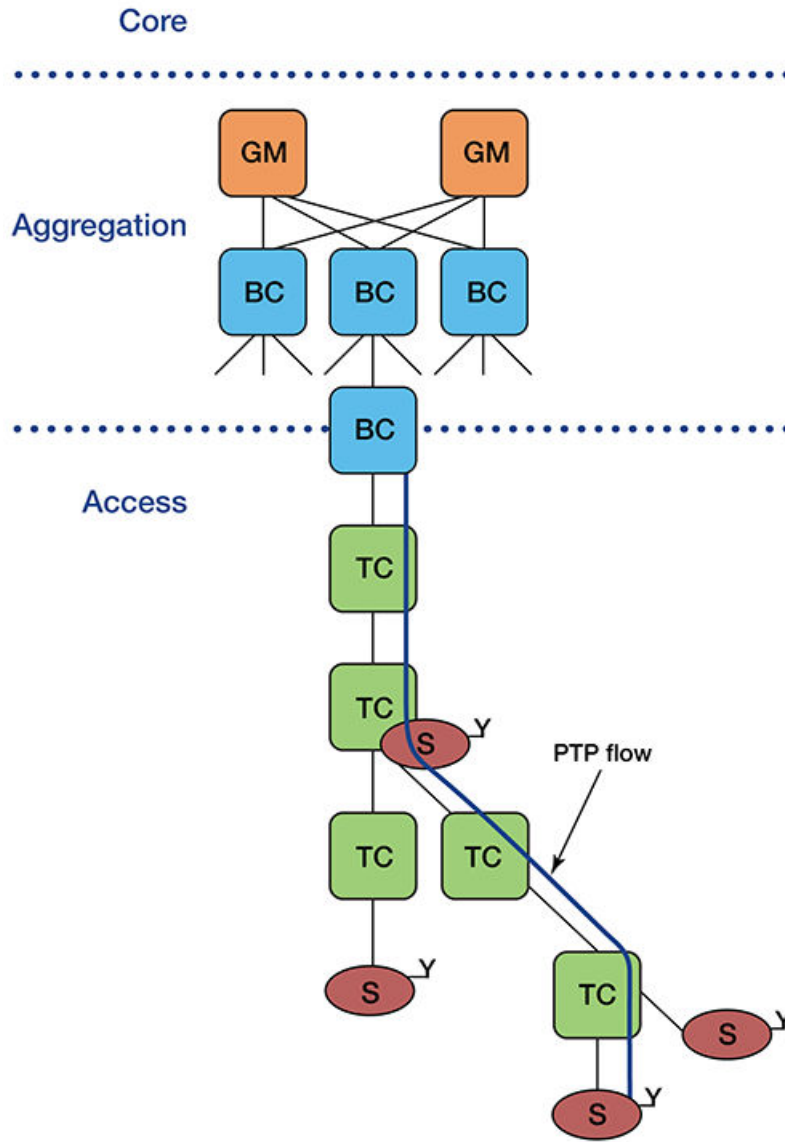 Core
GM GM
Aggregation
BC BC BC
BC
Access
TC
TC
S Y
PTP flow
TC TC
S Y
TC
S Y
S Y